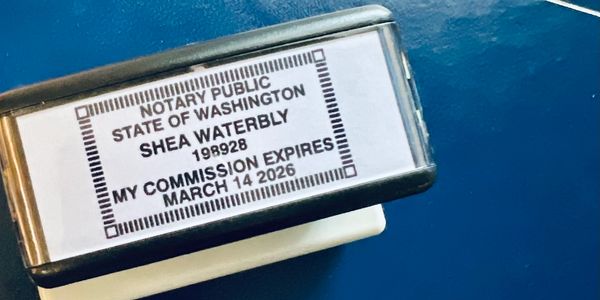 NOTARY PUBLIC
STATE OF WASHINGTON
SHEA WATERBLY
198928
MY COMMISSION EXPIRES
MARCH 14 2026